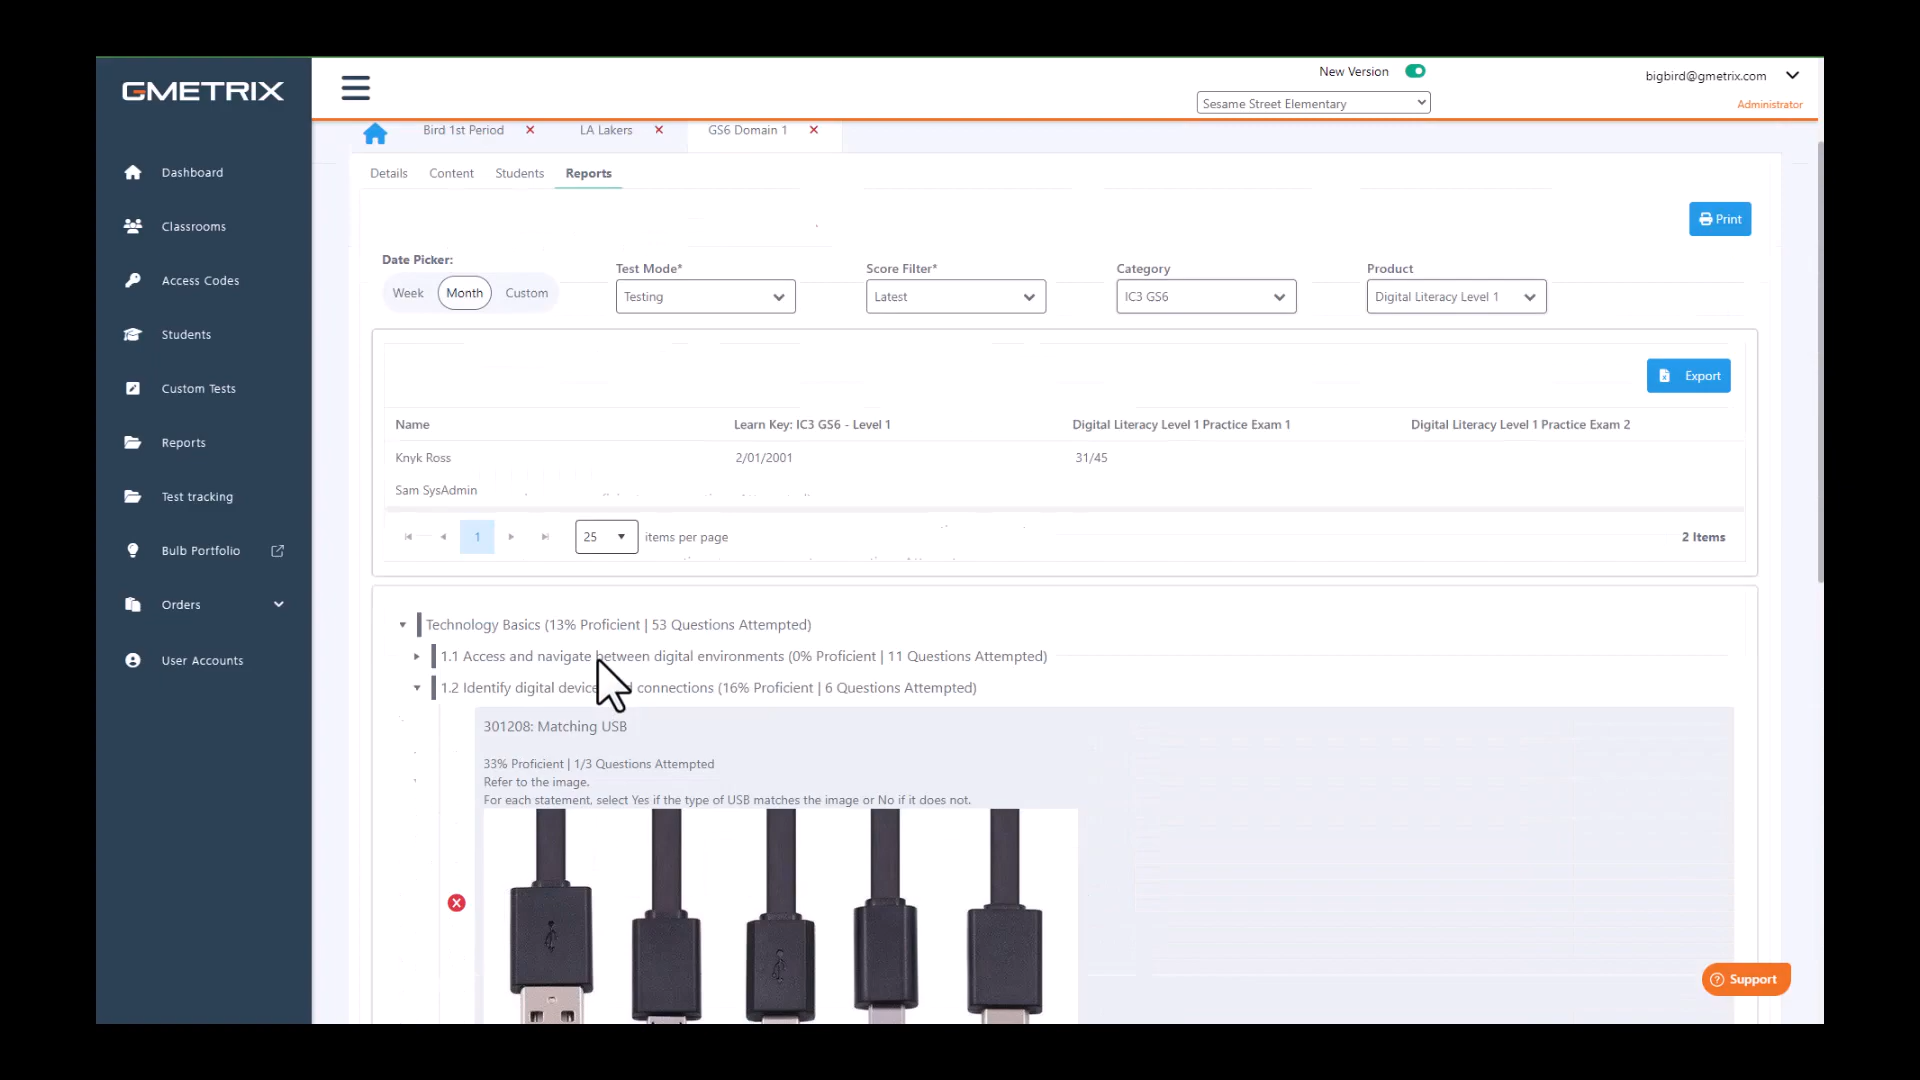 GMETRIX
New Version
Sesame Street Elementary
bigbird@gmetrix.com
Administrator
Dashboard
Classrooms
Access Codes
Students
Custom Tests
Reports
Test tracking
Bulb Portfolio
Orders
User Accounts
Bird 1st Period
LA Lakers
GS6 Domain 1
Details
Content
Students
Reports
Print
Date Picker:
Week
Month
Custom
Test Mode*
Testing
Score Filter*
Latest
Category
IC3 GS6
Product
Digital Literacy Level 1
Export
Name
Learn Key: IC3 GS6 - Level 1
Digital Literacy Level 1 Practice Exam 1
Digital Literacy Level 1 Practice Exam 2
Knyk Ross
2/01/2001
31/45
Sam SysAdmin
1
25
items per page
2 Items
Technology Basics (13% Proficient | 53 Questions Attempted)
1.1 Access and navigate between digital environments (0% Proficient | 11 Questions Attempted)
1.2 Identify digital device connections (16% Proficient | 6 Questions Attempted)
301208: Matching USB
33% Proficient | 1/3 Questions Attempted
Refer to the image.
For each statement, select Yes if the type of USB matches the image or No if it does not.
Support